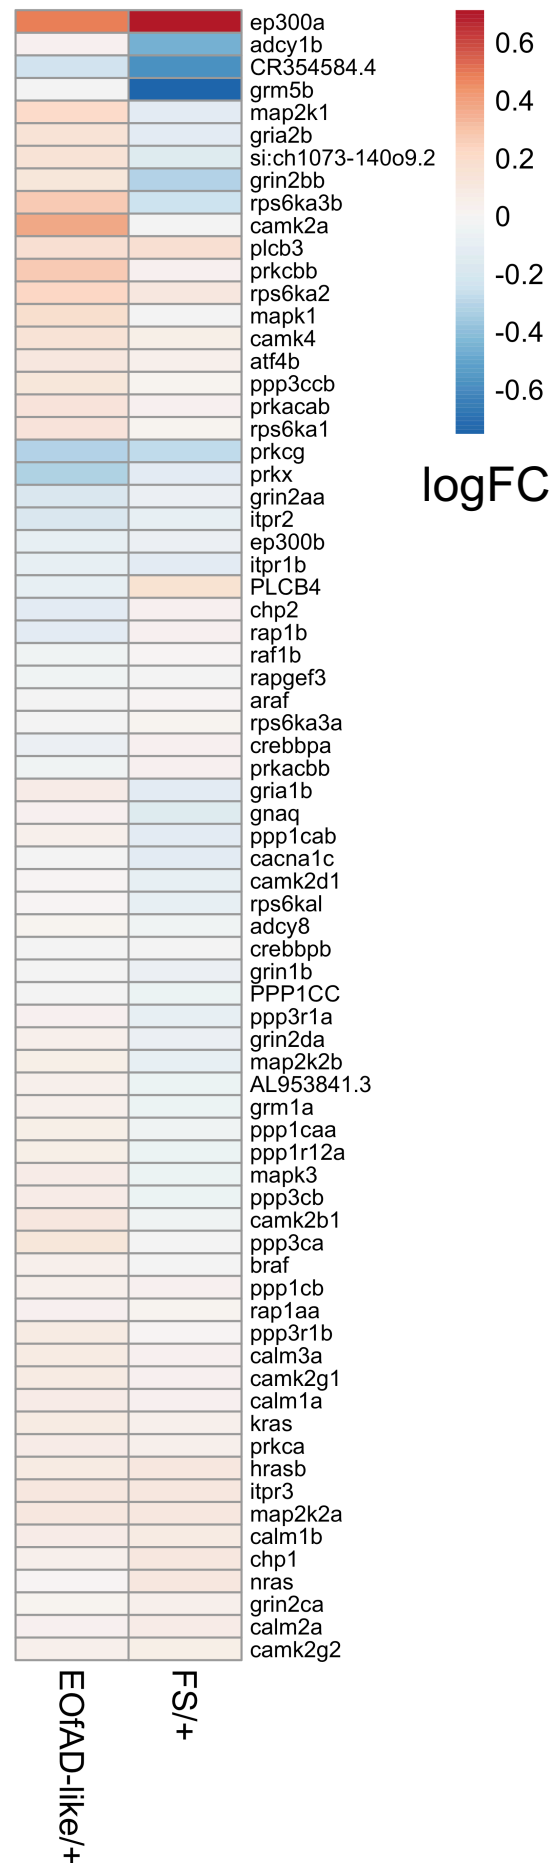 ep300a
adcy1b
CR354584.4
grm5b
map2k1
gria2b
si:ch1073-140o9.2
grin2bb
rps6ka3b
camk2a
plcb3
prkcbb
rps6ka2
mapk1
camk4
atf4b
ppp3ccb
prkacab
rps6ka1
prkcg
prkx
grin2aa
itpr2
ep300b
itpr1b
PLCB4
chp2
rap1b
raf1b
rapgef3
araf
rps6ka3a
crebbpa
prkacbb
gria1b
gnaq
ppp1cab
cacna1c
camk2d1
rps6kal
adcy8
crebbpb
grin1b
PPP1CC
ppp3r1a
grin2da
map2k2b
AL953841.3
grm1a
ppp1caa
ppp1r12a
mapk3
ppp3cb
camk2b1
ppp3ca
braf
ppp1cb
rap1aa
ppp3r1b
calm3a
camk2g1
calm1a
kras
prkca
hrasb
itpr3
map2k2a
calm1b
chp1
nras
grin2ca
calm2a
camk2g2
EOfAD-like/+
FS/+
0.6
0.4
0.2
0
-0.2
-0.4
-0.6
logFC